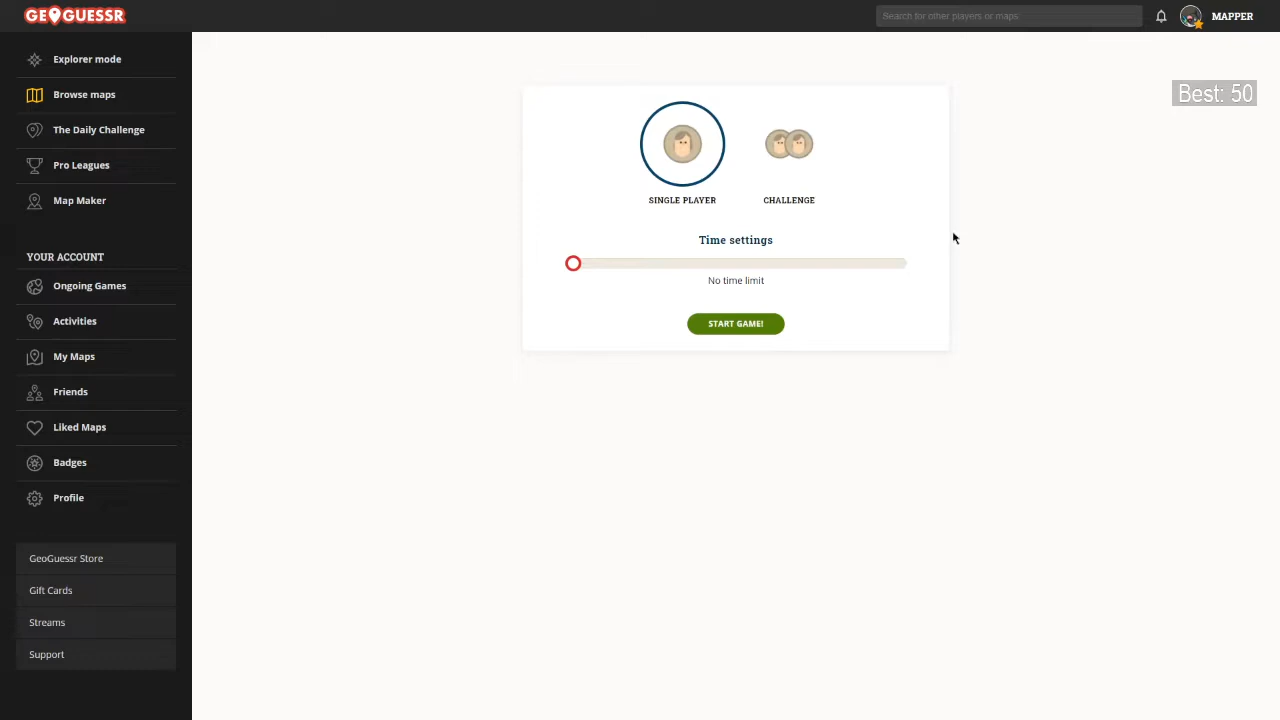 GEOGUESSR
Search for other players or maps
MAPPER
Explorer mode
Browse maps
The Daily Challenge
Pro Leagues
Map Maker
YOUR ACCOUNT
Ongoing Games
Activities
My Maps
Friends
Liked Maps
Badges
Profile
GeoGuessr Store
Gift Cards
Streams
Support
SINGLE PLAYER
CHALLENGE
Time settings
No time limit
START GAME!
Best: 50